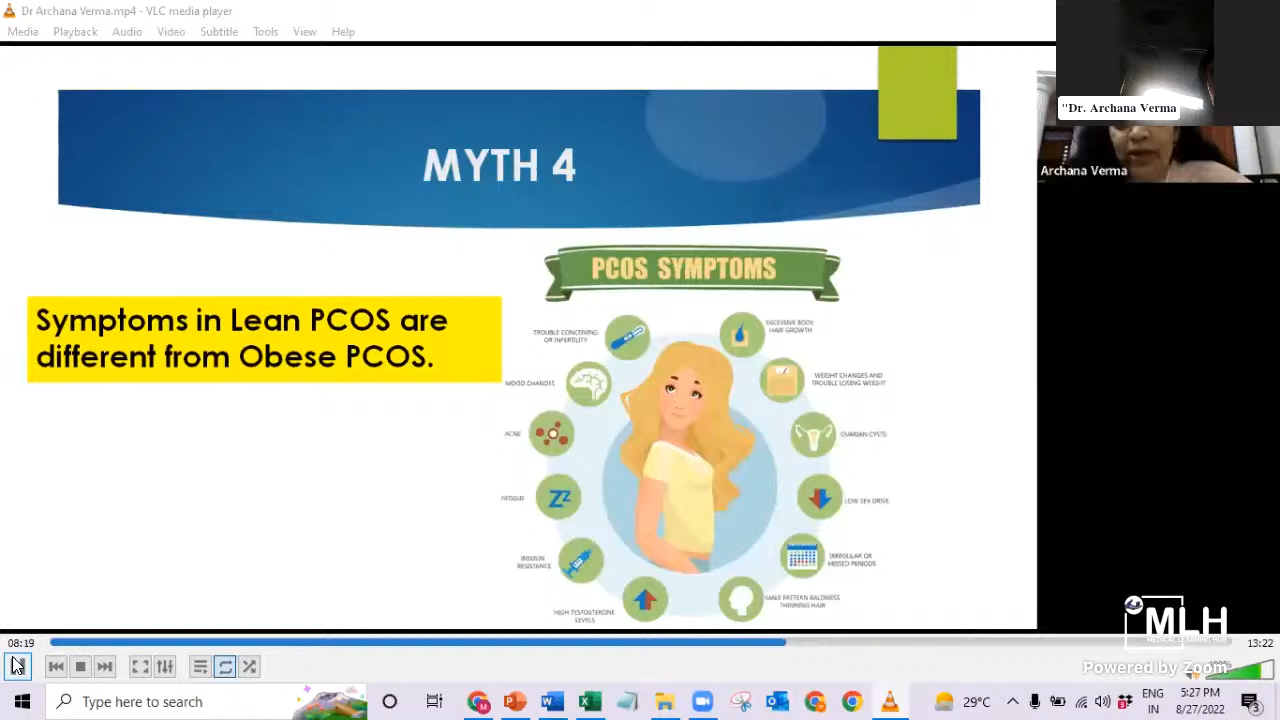 Dr Archana Verma.mp4 - VLC media player
Media Playback Audio Video Subtitle Tools View Help
"Dr. Archana Verma
Archana Verma
MYTH 4
PCOS SYMPTOMS
Symptoms in Lean PCOS are
different from Obese PCOS.
TROUBLE CONCEIVING
OR INFERTILITY
EXCESSIVE BODY
HAIR GROWTH
MOOD CHANGES
WEIGHT CHANGES AND
TROUBLE LOSING WEIGHT
ACNE
OVARIAN CYSTS
FATIGUE
LOW SEX DRIVE
INSULIN
RESISTANCE
IRREGULAR OR
MISSED PERIODS
HIGH TESTOSTERONE
LEVELS
MALE PATTERN BALDNESS
THINNING HAIR
MLH
MEDICAL LEARNING HUB
Powered by Zoom
08:19
13:22
Type here to search
29°C
ENG
IN
5:27 PM
8/27/2022
3